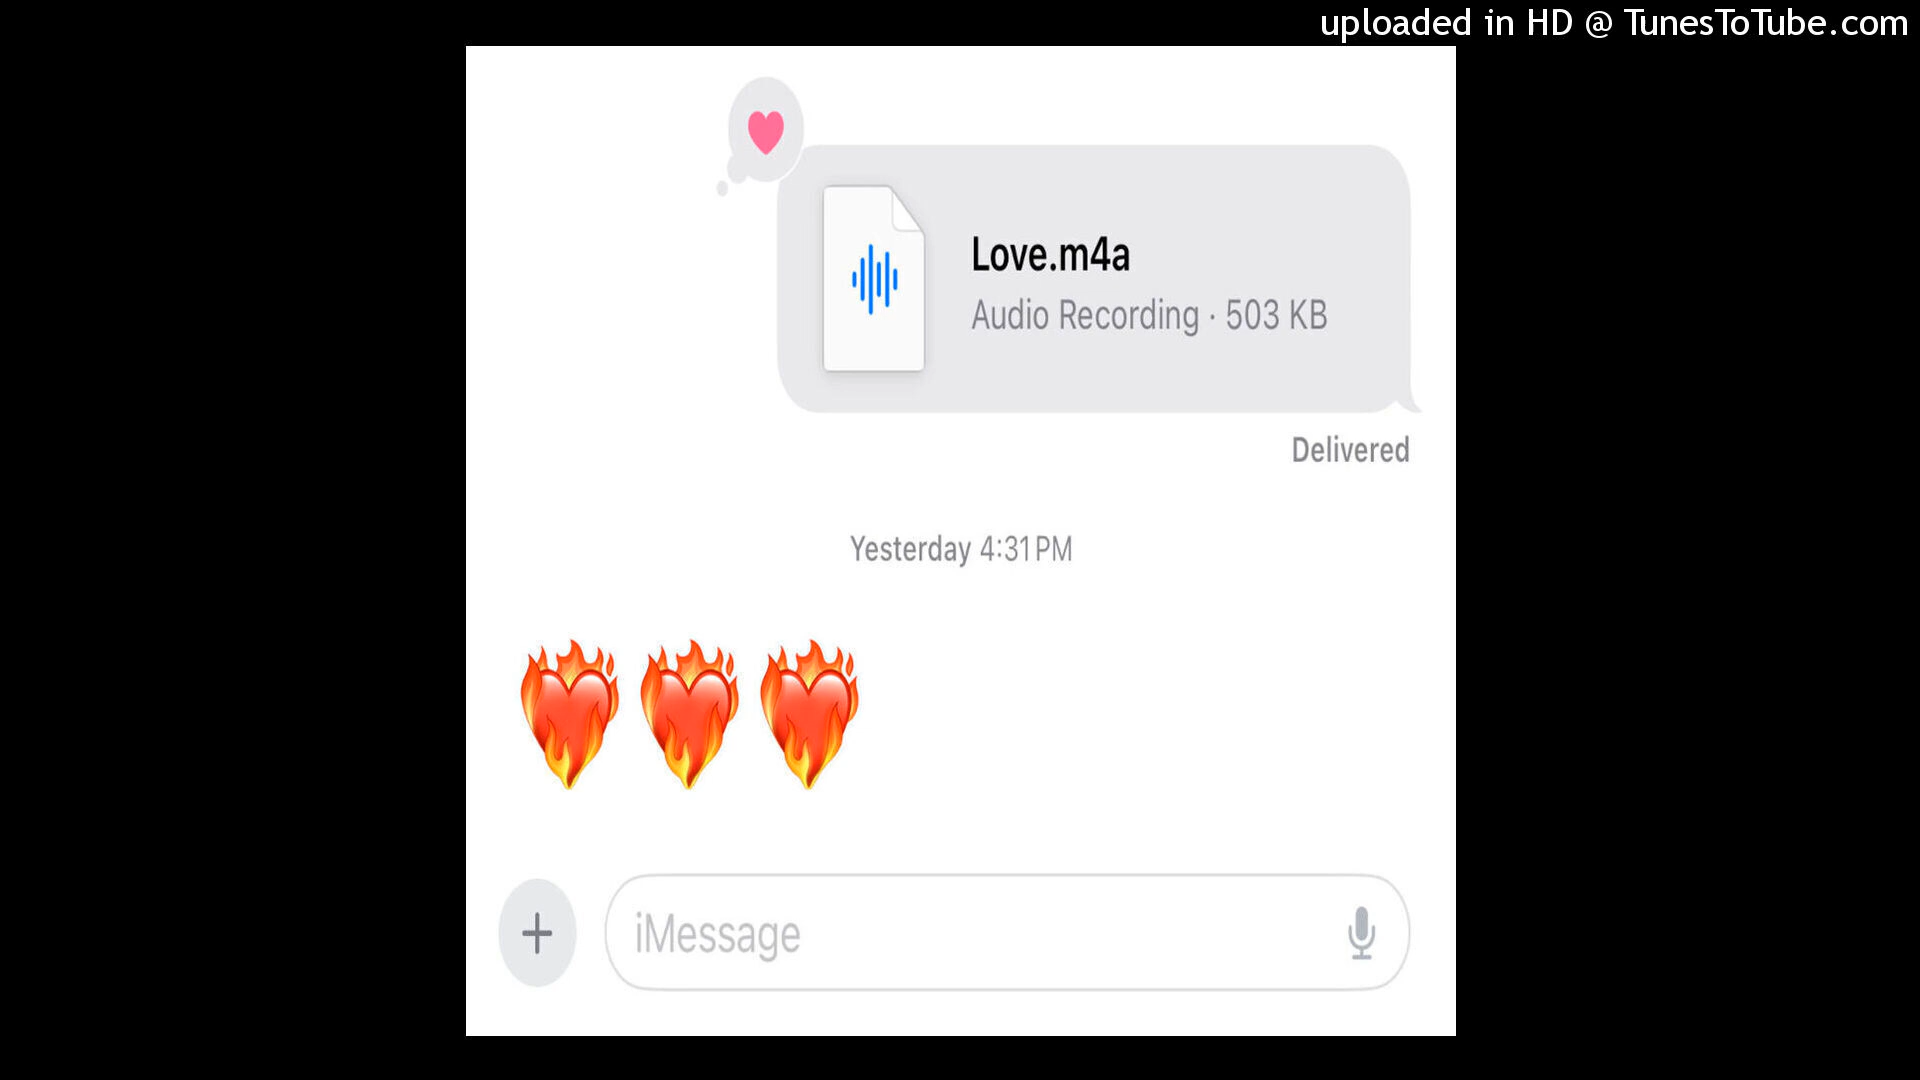 uploaded in HD @ TunesToTube.com
Love.m4a
Audio Recording · 503 KB
Delivered
Yesterday 4:31 PM
iMessage